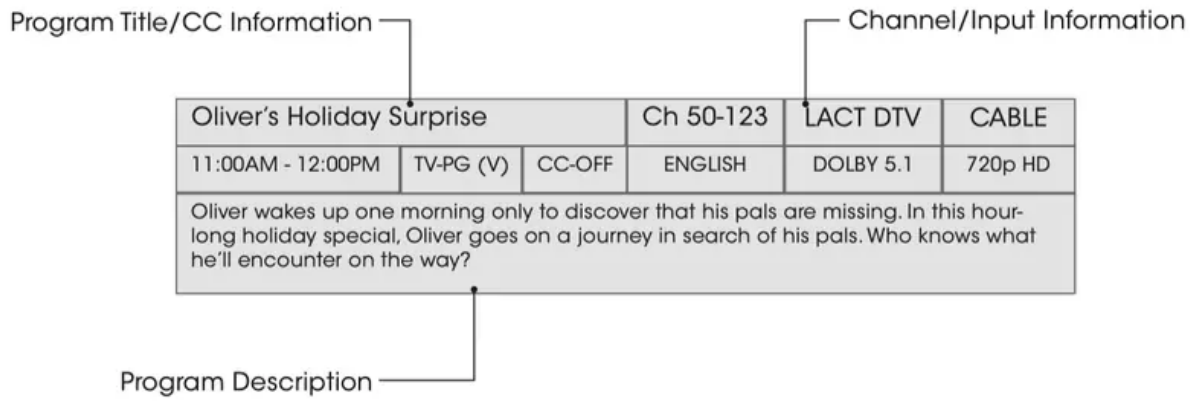 Program Title/CC Information
Channel/Input Information
Oliver's Holiday Surprise Ch 50-123 LACT DTV CABLE
11:00AM - 12:00PM TV-PG (V) CC-OFF ENGLISH DOLBY 5.1 720p HD
Oliver wakes up one morning only to discover that his pals are missing. In this hour-
long holiday special, Oliver goes on a journey in search of his pals. Who knows what
he'll encounter on the way?
Program Description